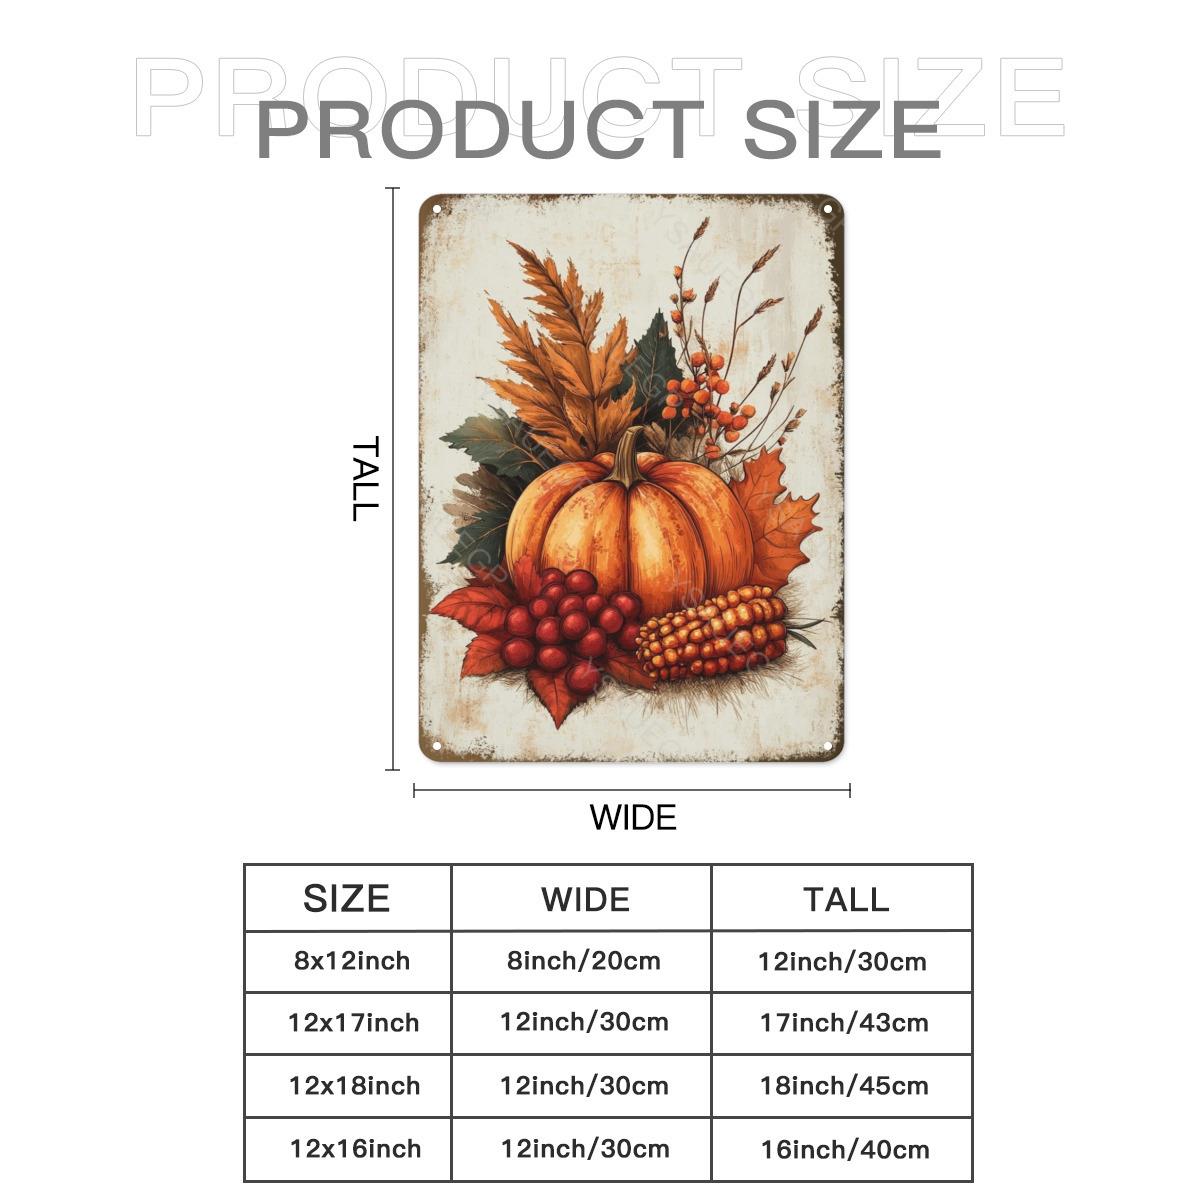 PRODUCT SIZE
PRODUCT SIZE
TALL
WIDE
SIZE WIDE TALL
8x12inch 8inch/20cm 12inch/30cm
12x17inch 12inch/30cm 17inch/43cm
12x18inch 12inch/30cm 18inch/45cm
12x16inch 12inch/30cm 16inch/40cm